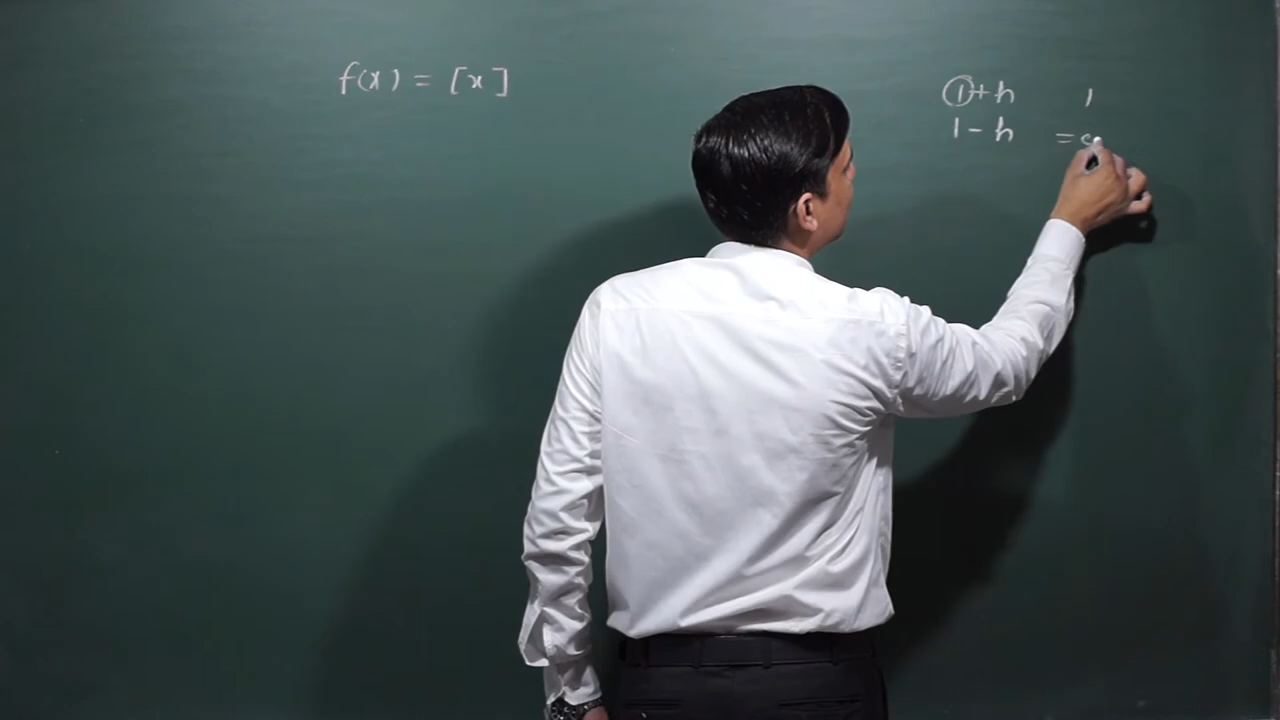 f(x) = [x]
1+h 1
1-h =